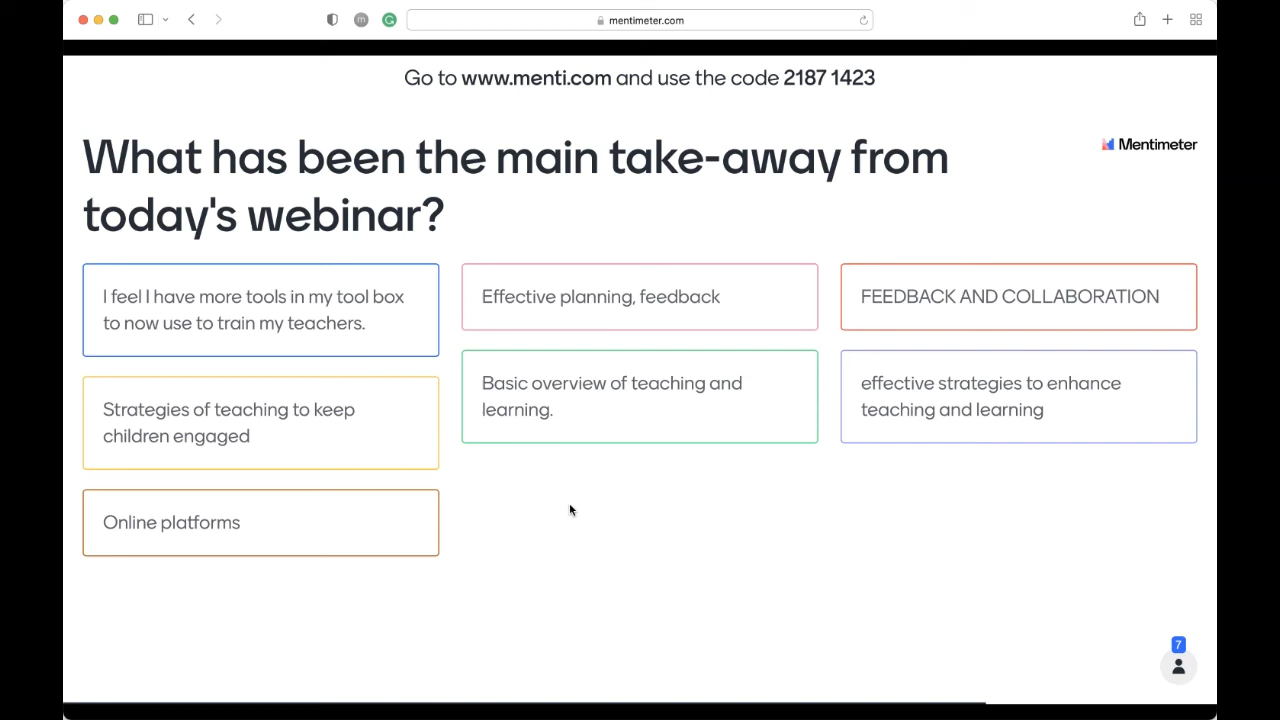 mentimeter.com
Go to www.menti.com and use the code 2187 1423
What has been the main take-away from
today's webinar?
Mentimeter
I feel I have more tools in my tool box
to now use to train my teachers.
Effective planning, feedback
FEEDBACK AND COLLABORATION
Strategies of teaching to keep
children engaged
Basic overview of teaching and
learning.
effective strategies to enhance
teaching and learning
Online platforms
7